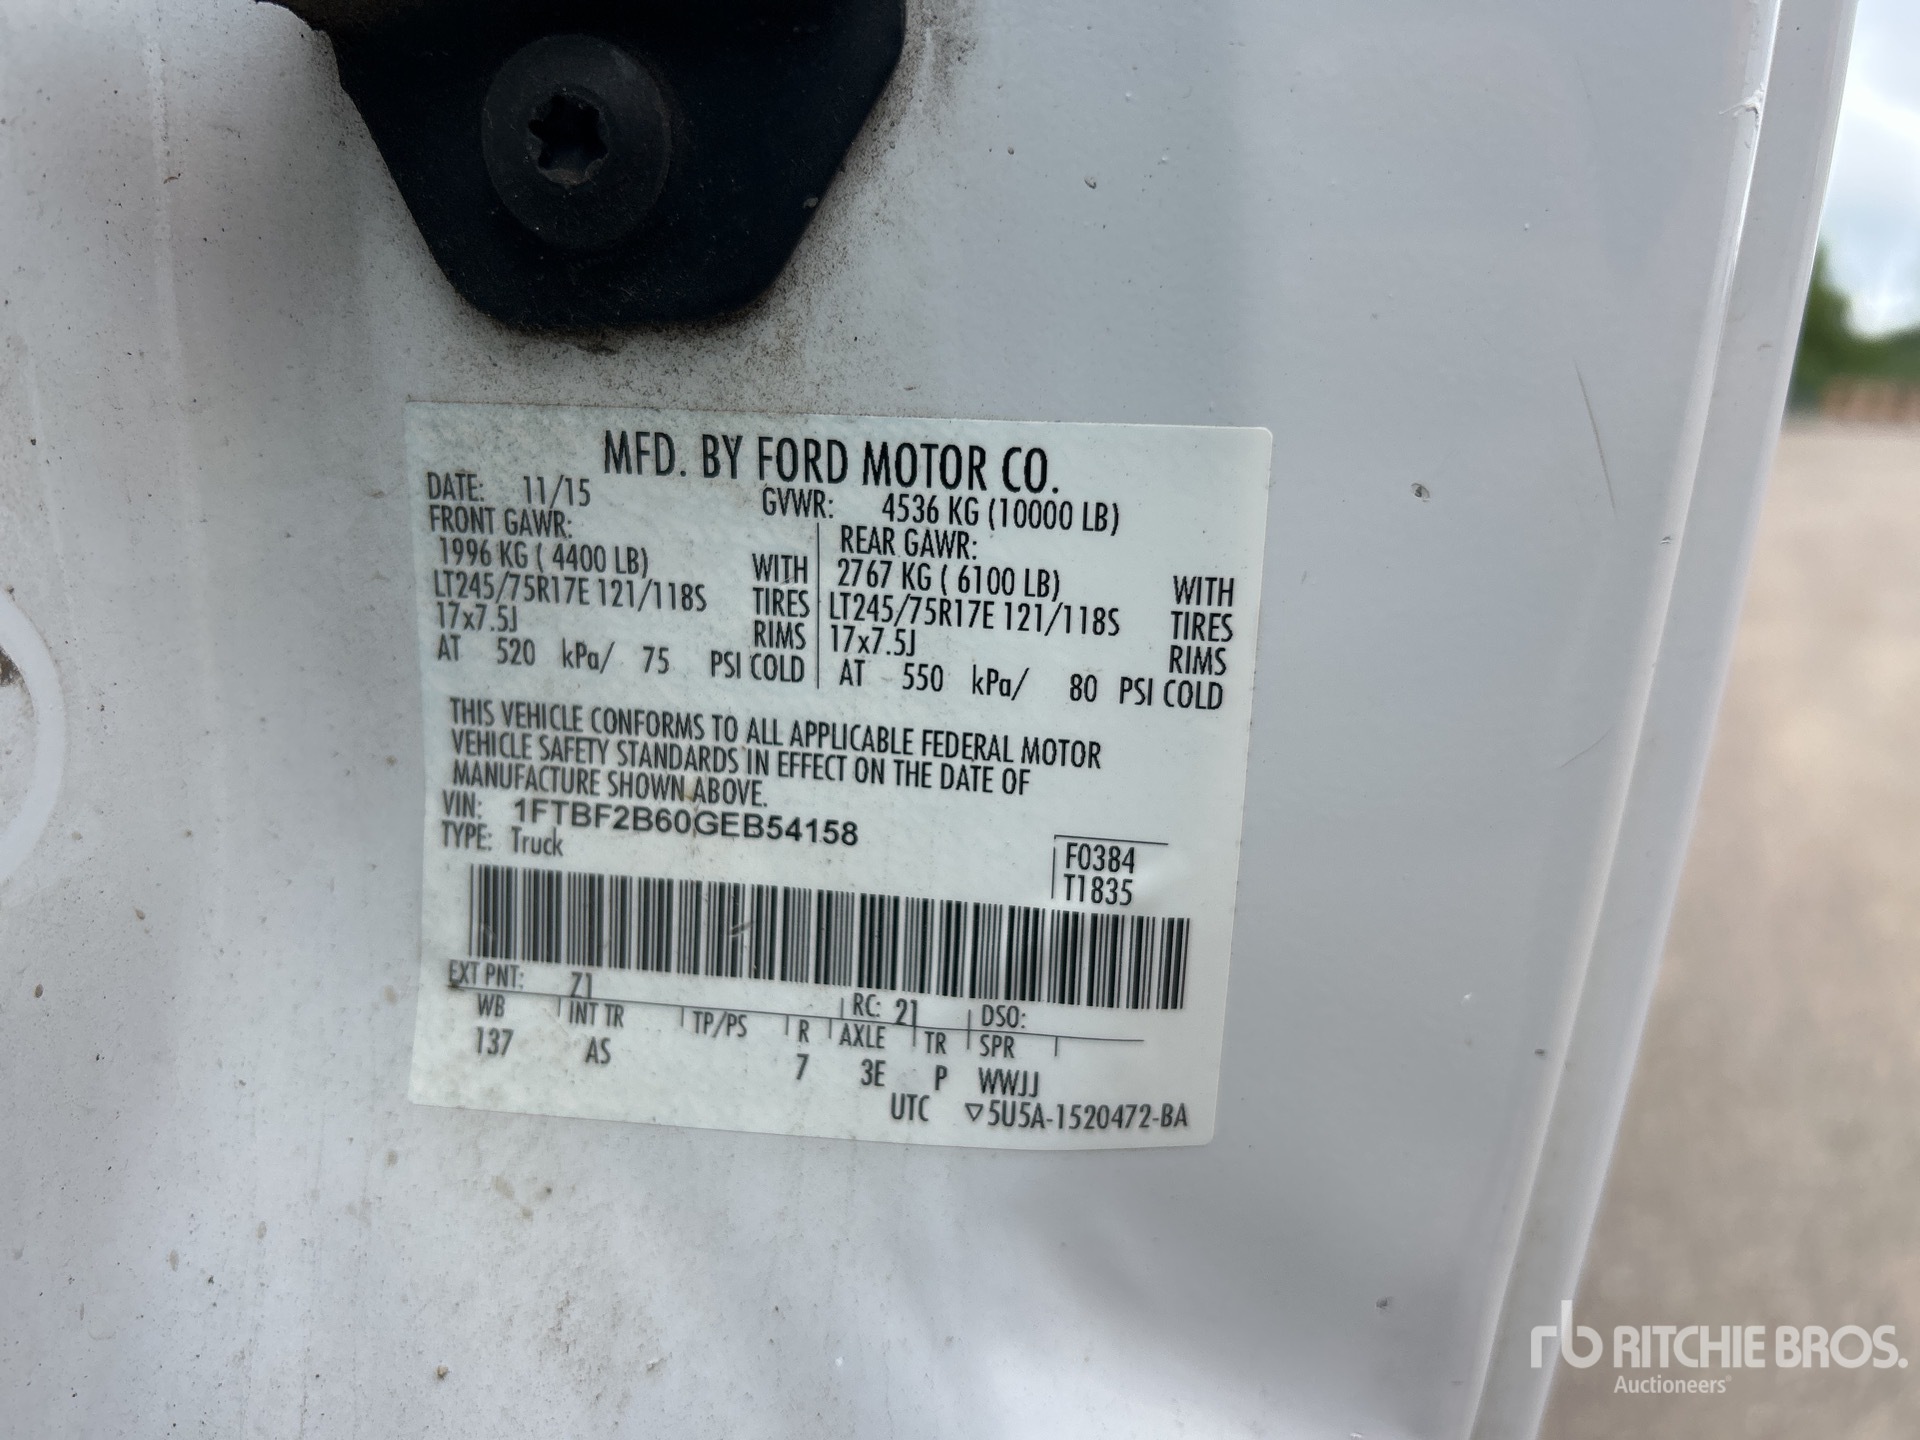 MFD. BY FORD MOTOR CO.
DATE: 11/15 GVWR: 4536 KG (10000 LB)
FRONT GAWR: REAR GAWR:
1996 KG ( 4400 LB) WITH 2767 KG ( 6100 LB) WITH
LT245/75R17E 121/118S TIRES LT245/75R17E 121/118S TIRES
17x7.5J RIMS 17x7.5J RIMS
AT 520 kPa/ 75 PSI COLD AT 550 kPa/ 80 PSI COLD
THIS VEHICLE CONFORMS TO ALL APPLICABLE FEDERAL MOTOR
VEHICLE SAFETY STANDARDS IN EFFECT ON THE DATE OF
MANUFACTURE SHOWN ABOVE.
VIN: 1FTBF2B60GEB54158
TYPE: Truck
F0384
T1835
EXT PNT: Z1 RC: 21 DSO:
WB INT TR TP/PS R AXLE TR SPR
137 AS 7 3E P WWJJ
UTC ▽5U5A-1520472-BA
rb RITCHIE BROS.
Auctioneers